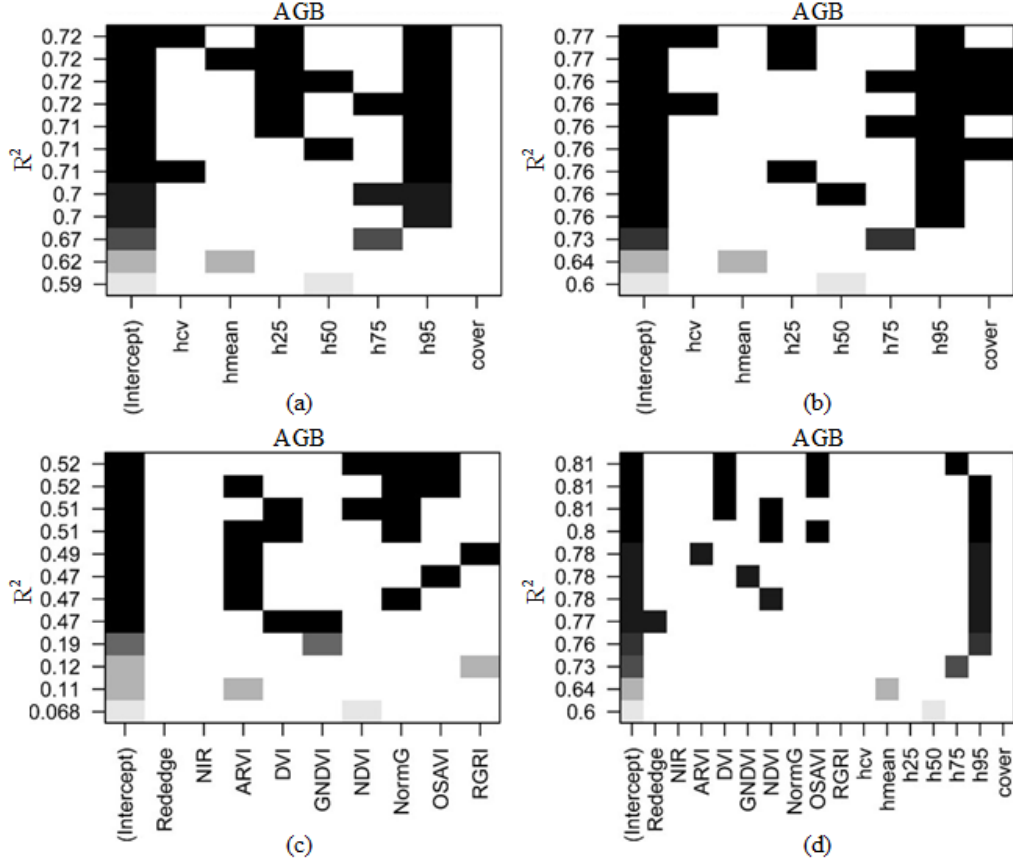 AGB
R²
0.72
0.72
0.72
0.72
0.71
0.71
0.71
0.7
0.7
0.67
0.62
0.59
(Intercept)
hcv
hmean
h25
h50
h75
h95
cover
(a)
AGB
R²
0.77
0.77
0.76
0.76
0.76
0.76
0.76
0.76
0.76
0.73
0.64
0.6
(Intercept)
hcv
hmean
h25
h50
h75
h95
cover
(b)
AGB
R²
0.52
0.52
0.51
0.51
0.49
0.47
0.47
0.47
0.19
0.12
0.11
0.068
(Intercept)
Rededge
NIR
ARVI
DVI
GNDVI
NDVI
NormG
OSAVI
RGRI
(c)
AGB
R²
0.81
0.81
0.81
0.8
0.78
0.78
0.78
0.77
0.76
0.73
0.64
0.6
(Intercept)
Rededge
NIR
ARVI
DVI
GNDVI
NDVI
NormG
OSAVI
RGRI
hcv
hmean
h25
h50
h75
h95
cover
(d)